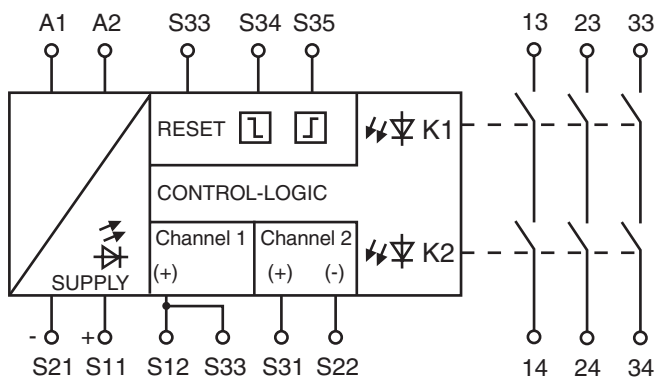 A1 A2 S33 S34 S35 13 23 33
RESET K1
CONTROL-LOGIC
Channel 1 Channel 2 K2
SUPPLY (+) (+) (-)
- +
S21 S11 S12 S33 S31 S22 14 24 34